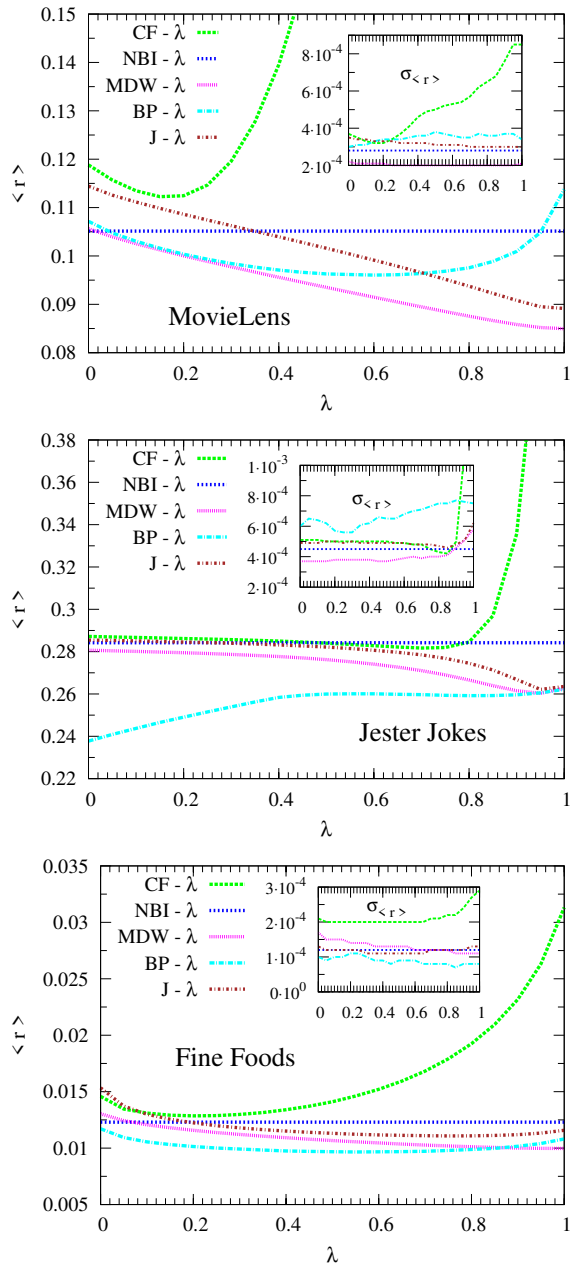 0.15
0.14
0.13
0.12
0.11
0.1
0.09
0.08
< r >
CF - λ
NBI - λ
MDW - λ
BP - λ
J - λ
8·10⁻⁴
6·10⁻⁴
4·10⁻⁴
2·10⁻⁴
σ< r >
0 0.2 0.4 0.6 0.8 1
MovieLens
0 0.2 0.4 0.6 0.8 1
λ
0.38
0.36
0.34
0.32
0.3
0.28
0.26
0.24
0.22
< r >
CF - λ
NBI - λ
MDW - λ
BP - λ
J - λ
1·10⁻³
8·10⁻⁴
6·10⁻⁴
4·10⁻⁴
2·10⁻⁴
σ< r >
0 0.2 0.4 0.6 0.8 1
Jester Jokes
0 0.2 0.4 0.6 0.8 1
λ
0.035
0.03
0.025
0.02
0.015
0.01
0.005
< r >
CF - λ
NBI - λ
MDW - λ
BP - λ
J - λ
3·10⁻⁴
2·10⁻⁴
1·10⁻⁴
0·10⁰
σ< r >
0 0.2 0.4 0.6 0.8 1
Fine Foods
0 0.2 0.4 0.6 0.8 1
λ